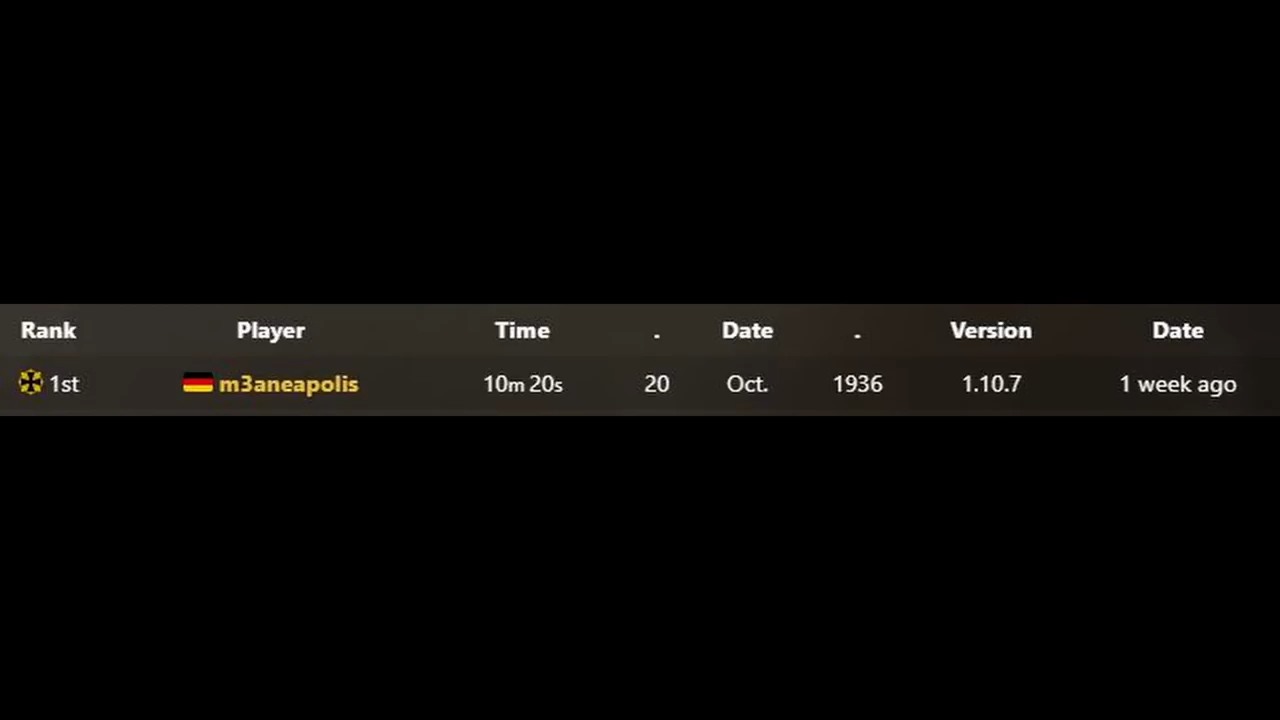 Rank Player Time . Date . Version Date
1st m3aneapolis 10m 20s 20 Oct. 1936 1.10.7 1 week ago